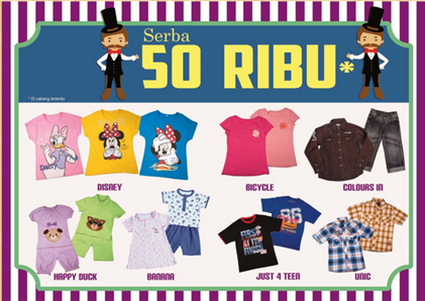 Serba
50 RIBU*
* Di cabang tertentu
DISNEY
BICYCLE
COLOURS IN
HAPPY DUCK
BANANA
JUST 4 TEEN
UNIC